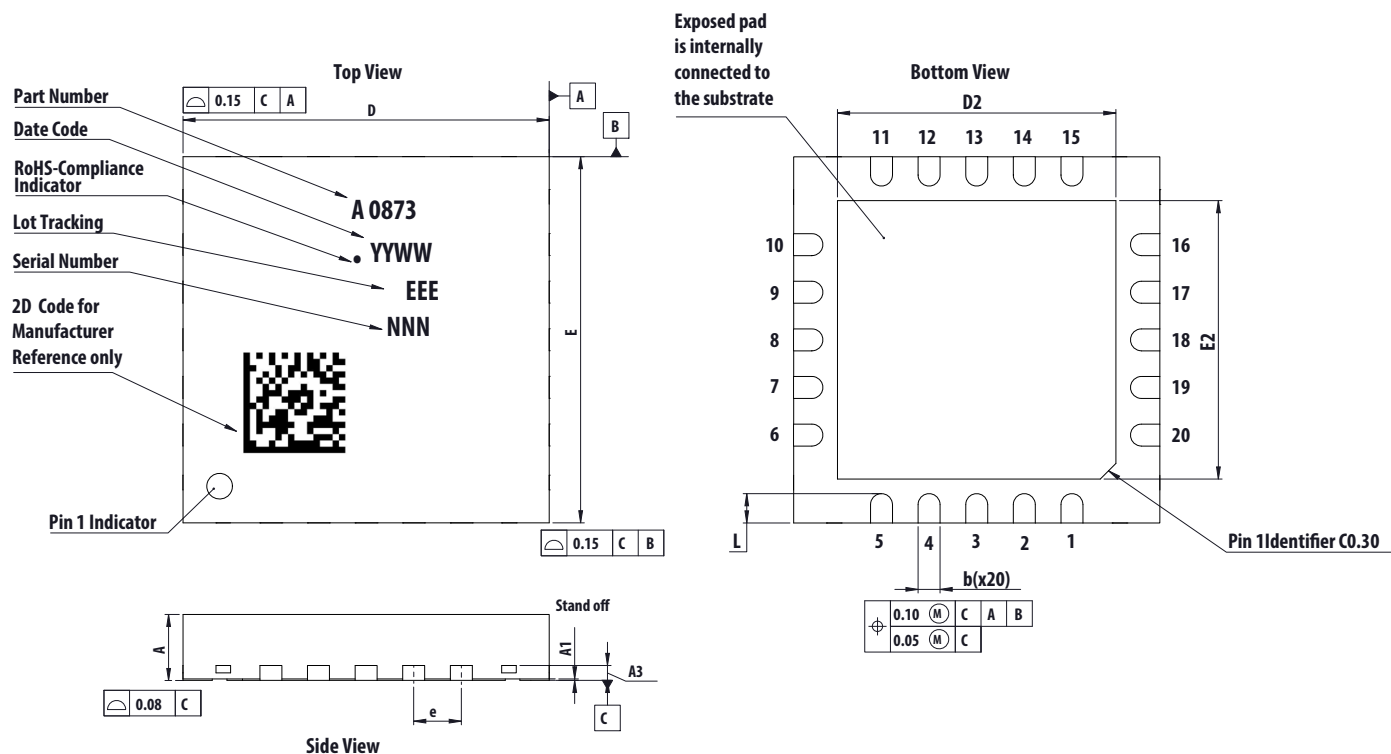 Top View
0.15 C A
D
A
B
Part Number
Date Code
RoHS-Compliance
Indicator
Lot Tracking
Serial Number
2D Code for
Manufacturer
Reference only
A 0873
YYWW
EEE
NNN
E
Pin 1 Indicator
0.15 C B
Exposed pad
is internally
connected to
the substrate
Bottom View
D2
11 12 13 14 15
10 16
9 17
8 18
7 19
6 20
E2
L
5 4 3 2 1
Pin 1Identifier C0.30
b(x20)
0.10 M C A B
0.05 M C
Stand off
A
A1
A3
0.08 C
e
C
Side View